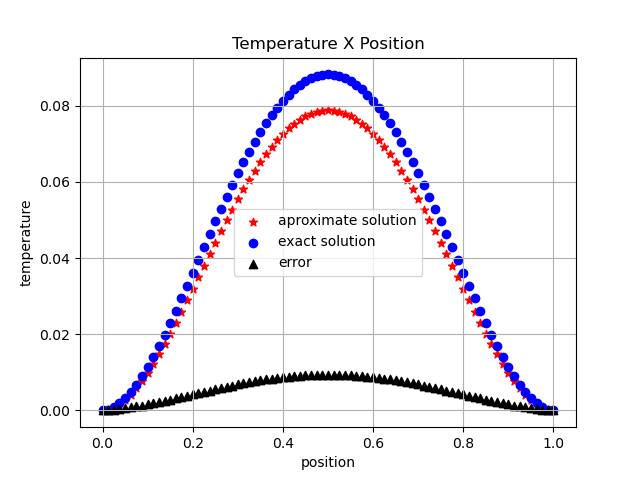 Temperature X Position
temperature
0.08
0.06
0.04
0.02
0.00
aproximate solution
exact solution
error
0.0 0.2 0.4 0.6 0.8 1.0
position